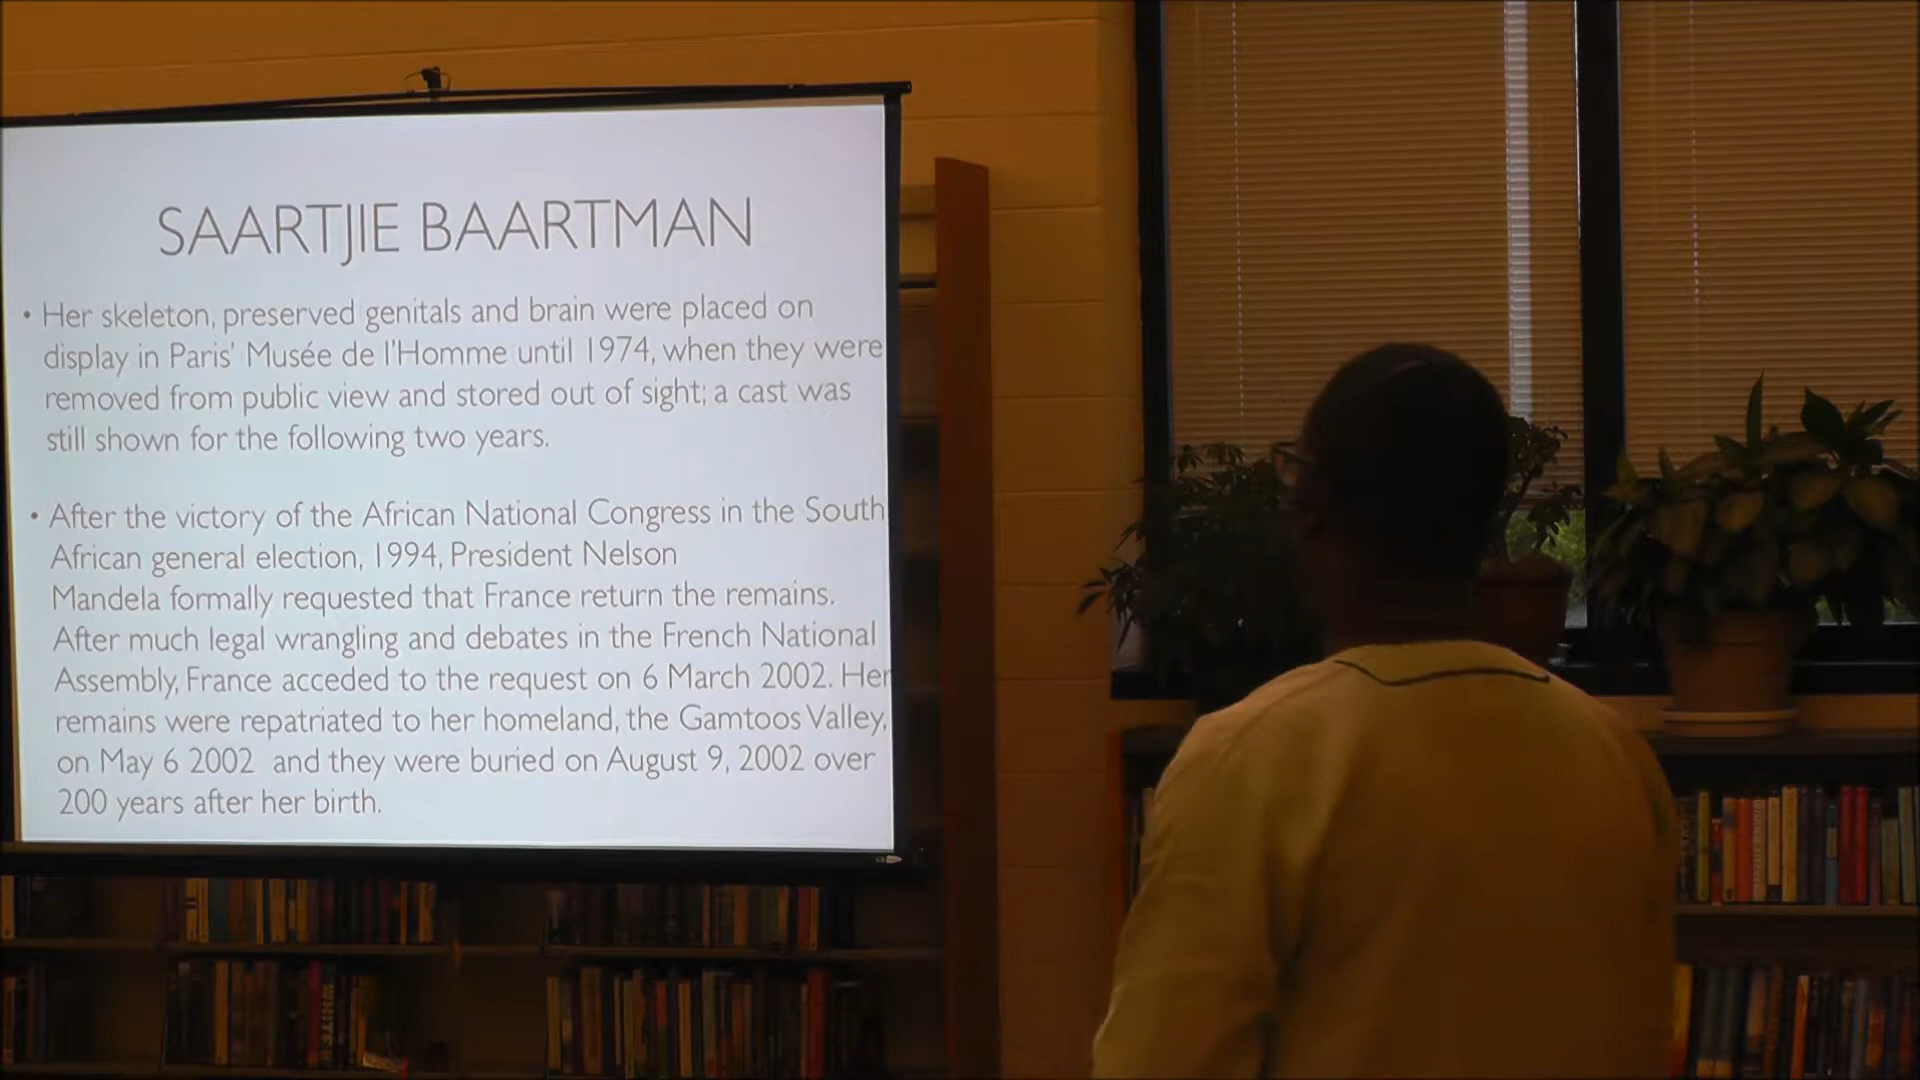 SAARTJIE BAARTMAN
• Her skeleton, preserved genitals and brain were placed on
display in Paris' Musée de l'Homme until 1974, when they were
removed from public view and stored out of sight; a cast was
still shown for the following two years.
• After the victory of the African National Congress in the South
African general election, 1994, President Nelson
Mandela formally requested that France return the remains.
After much legal wrangling and debates in the French National
Assembly, France acceded to the request on 6 March 2002. Her
remains were repatriated to her homeland, the Gamtoos Valley,
on May 6 2002 and they were buried on August 9, 2002 over
200 years after her birth.
WHITE